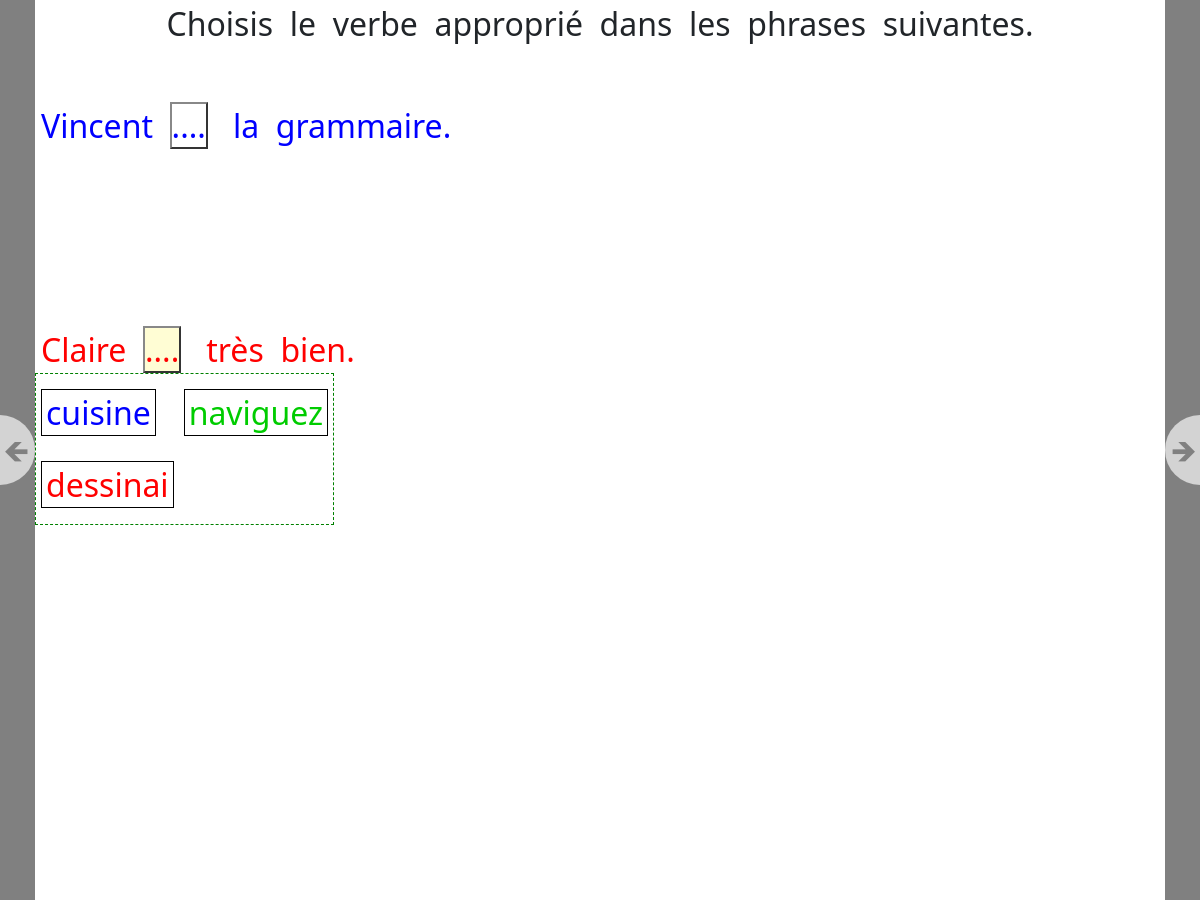 Choisis le verbe approprié dans les phrases suivantes.
Vincent .... la grammaire.
Claire .... très bien.
cuisine naviguez
dessinai